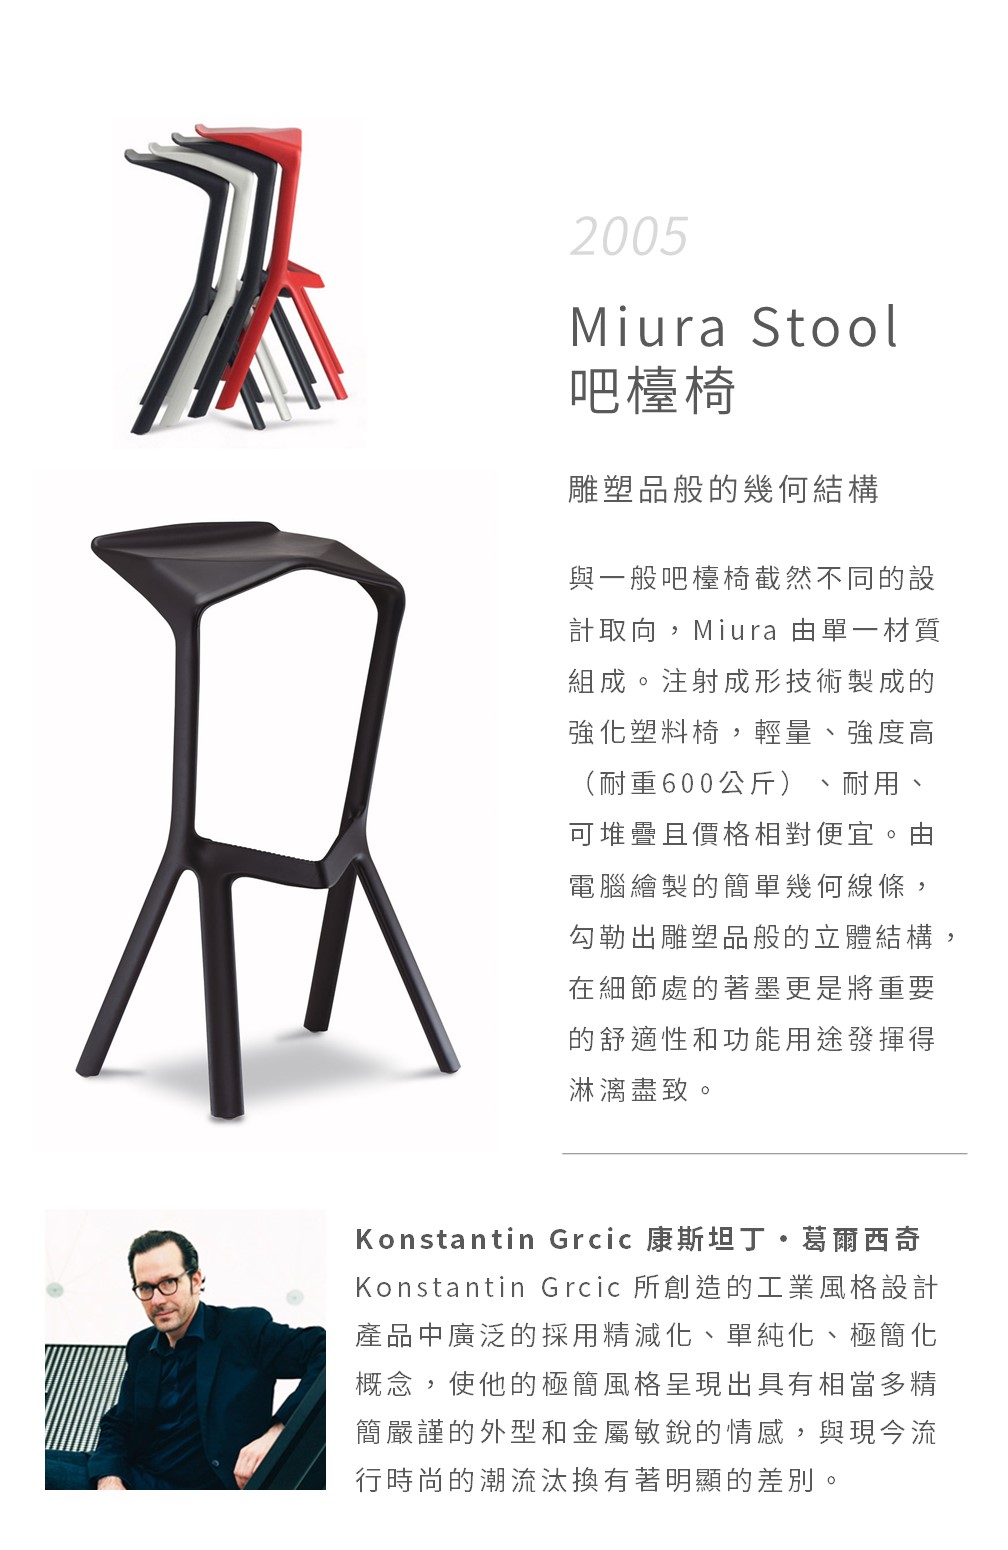 2005
Miura Stool
吧檯椅
雕塑品般的幾何結構
與一般吧檯椅截然不同的設
計取向，Miura 由單一材質
組成。注射成形技術製成的
強化塑料椅，輕量、強度高
（耐重600公斤）、耐用、
可堆疊且價格相對便宜。由
電腦繪製的簡單幾何線條，
勾勒出雕塑品般的立體結構，
在細節處的著墨更是將重要
的舒適性和功能用途發揮得
淋漓盡致。
Konstantin Grcic 康斯坦丁・葛爾西奇
Konstantin Grcic 所創造的工業風格設計
產品中廣泛的採用精減化、單純化、極簡化
概念，使他的極簡風格呈現出具有相當多精
簡嚴謹的外型和金屬敏銳的情感，與現今流
行時尚的潮流汰換有著明顯的差別。